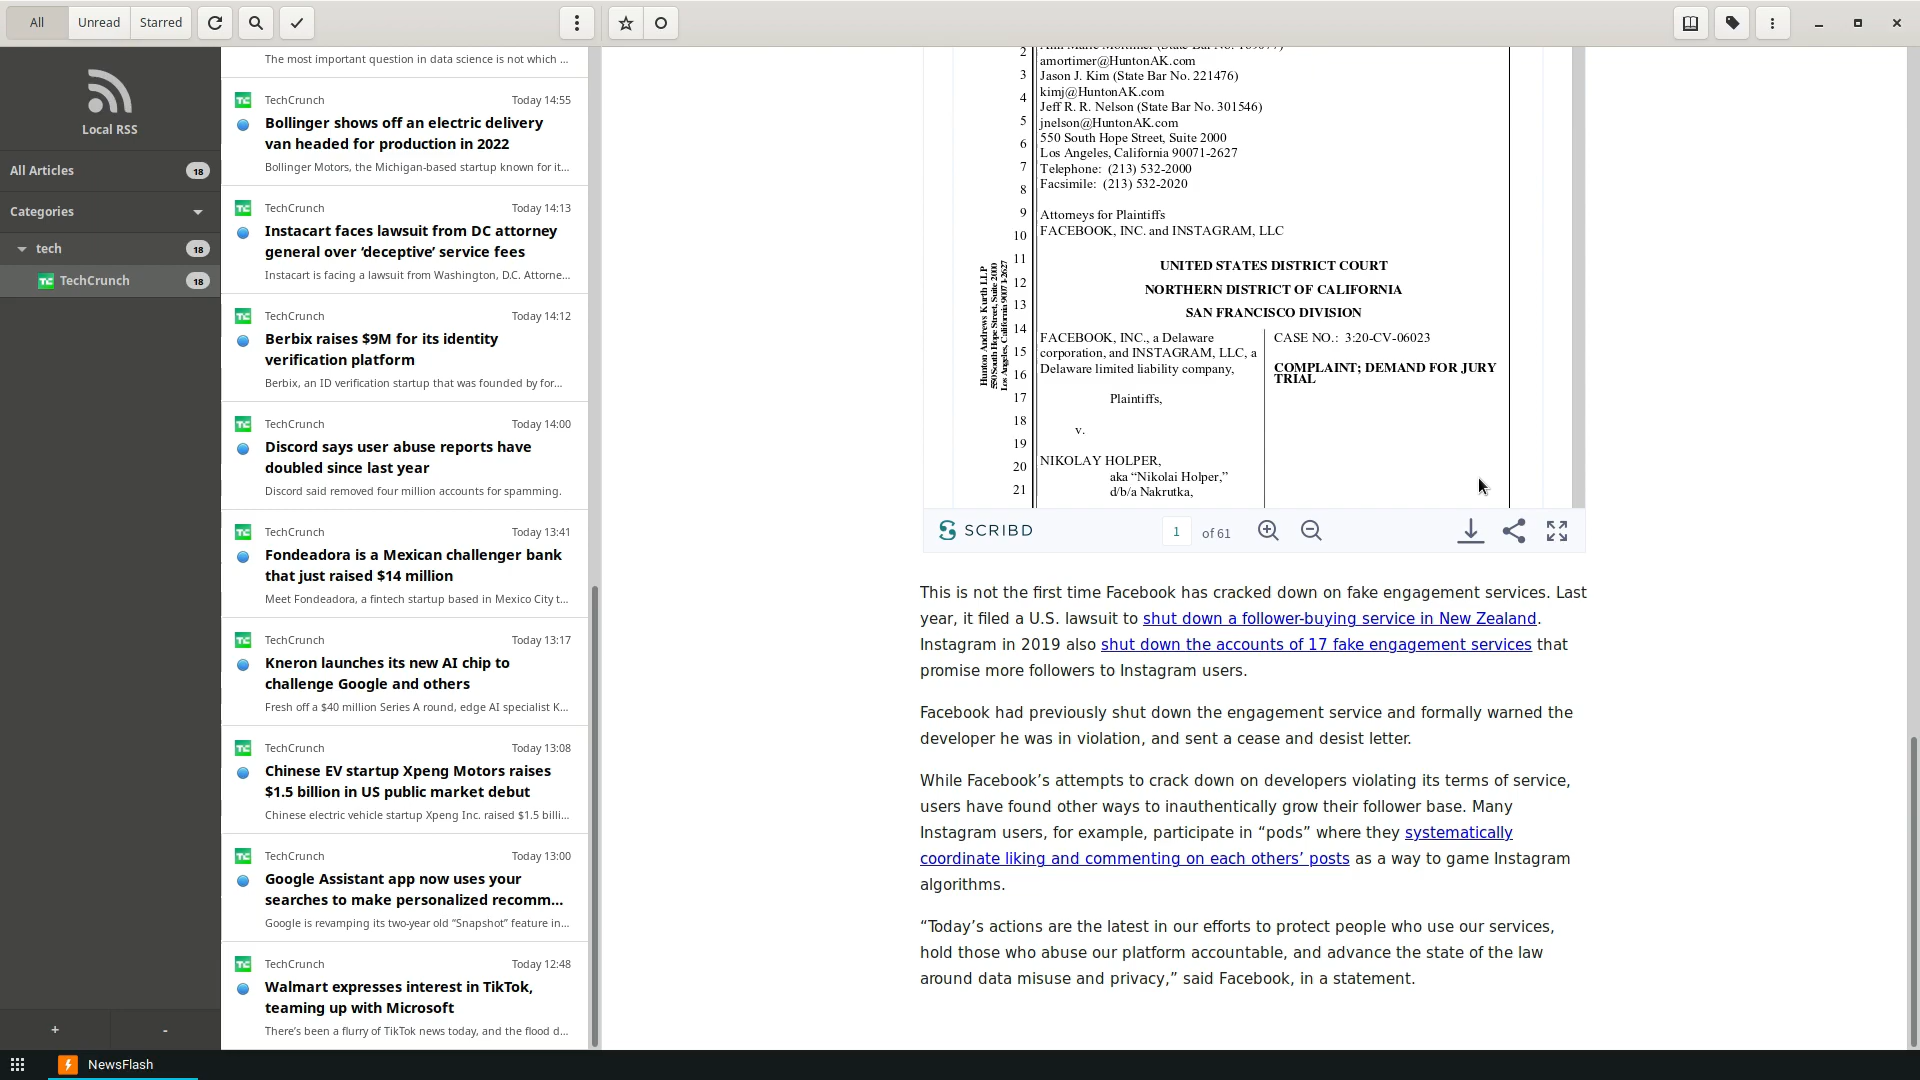 All
Unread
Starred
Local RSS
All Articles
18
Categories
tech
18
TechCrunch
18
+
-
The most important question in data science is not which ...
TechCrunch
Today 14:55
Bollinger shows off an electric delivery
van headed for production in 2022
Bollinger Motors, the Michigan-based startup known for it...
TechCrunch
Today 14:13
Instacart faces lawsuit from DC attorney
general over ‘deceptive’ service fees
Instacart is facing a lawsuit from Washington, D.C. Attorne...
TechCrunch
Today 14:12
Berbix raises $9M for its identity
verification platform
Berbix, an ID verification startup that was founded by for...
TechCrunch
Today 14:00
Discord says user abuse reports have
doubled since last year
Discord said removed four million accounts for spamming.
TechCrunch
Today 13:41
Fondeadora is a Mexican challenger bank
that just raised $14 million
Meet Fondeadora, a fintech startup based in Mexico City t...
TechCrunch
Today 13:17
Kneron launches its new AI chip to
challenge Google and others
Fresh off a $40 million Series A round, edge AI specialist K...
TechCrunch
Today 13:08
Chinese EV startup Xpeng Motors raises
$1.5 billion in US public market debut
Chinese electric vehicle startup Xpeng Inc. raised $1.5 billi...
TechCrunch
Today 13:00
Google Assistant app now uses your
searches to make personalized recomm...
Google is revamping its two-year old “Snapshot” feature in...
TechCrunch
Today 12:48
Walmart expresses interest in TikTok,
teaming up with Microsoft
There’s been a flurry of TikTok news today, and the flood d...
2
3
4
5
6
7
8
9
10
11
12
13
14
15
16
17
18
19
20
21
Hunton Andrews Kurth LLP
550 South Hope Street, Suite 2000
Los Angeles, California 90071-2627
amortimer@HuntonAK.com
Jason J. Kim (State Bar No. 221476)
kimj@HuntonAK.com
Jeff R. R. Nelson (State Bar No. 301546)
jnelson@HuntonAK.com
550 South Hope Street, Suite 2000
Los Angeles, California 90071-2627
Telephone: (213) 532-2000
Facsimile: (213) 532-2020
Attorneys for Plaintiffs
FACEBOOK, INC. and INSTAGRAM, LLC
UNITED STATES DISTRICT COURT
NORTHERN DISTRICT OF CALIFORNIA
SAN FRANCISCO DIVISION
FACEBOOK, INC., a Delaware
corporation, and INSTAGRAM, LLC, a
Delaware limited liability company,
Plaintiffs,
v.
NIKOLAY HOLPER,
aka “Nikolai Holper,”
d/b/a Nakrutka,
CASE NO.: 3:20-CV-06023
COMPLAINT; DEMAND FOR JURY
TRIAL
SCRIBD
1 of 61
This is not the first time Facebook has cracked down on fake engagement services. Last
year, it filed a U.S. lawsuit to shut down a follower-buying service in New Zealand.
Instagram in 2019 also shut down the accounts of 17 fake engagement services that
promise more followers to Instagram users.
Facebook had previously shut down the engagement service and formally warned the
developer he was in violation, and sent a cease and desist letter.
While Facebook’s attempts to crack down on developers violating its terms of service,
users have found other ways to inauthentically grow their follower base. Many
Instagram users, for example, participate in “pods” where they systematically
coordinate liking and commenting on each others’ posts as a way to game Instagram
algorithms.
“Today’s actions are the latest in our efforts to protect people who use our services,
hold those who abuse our platform accountable, and advance the state of the law
around data misuse and privacy,” said Facebook, in a statement.
NewsFlash